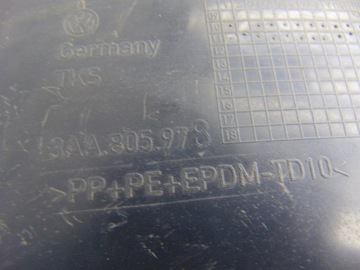 Germany
TKS
3AA.805.978
>PP+PE+EPDM-TD10<